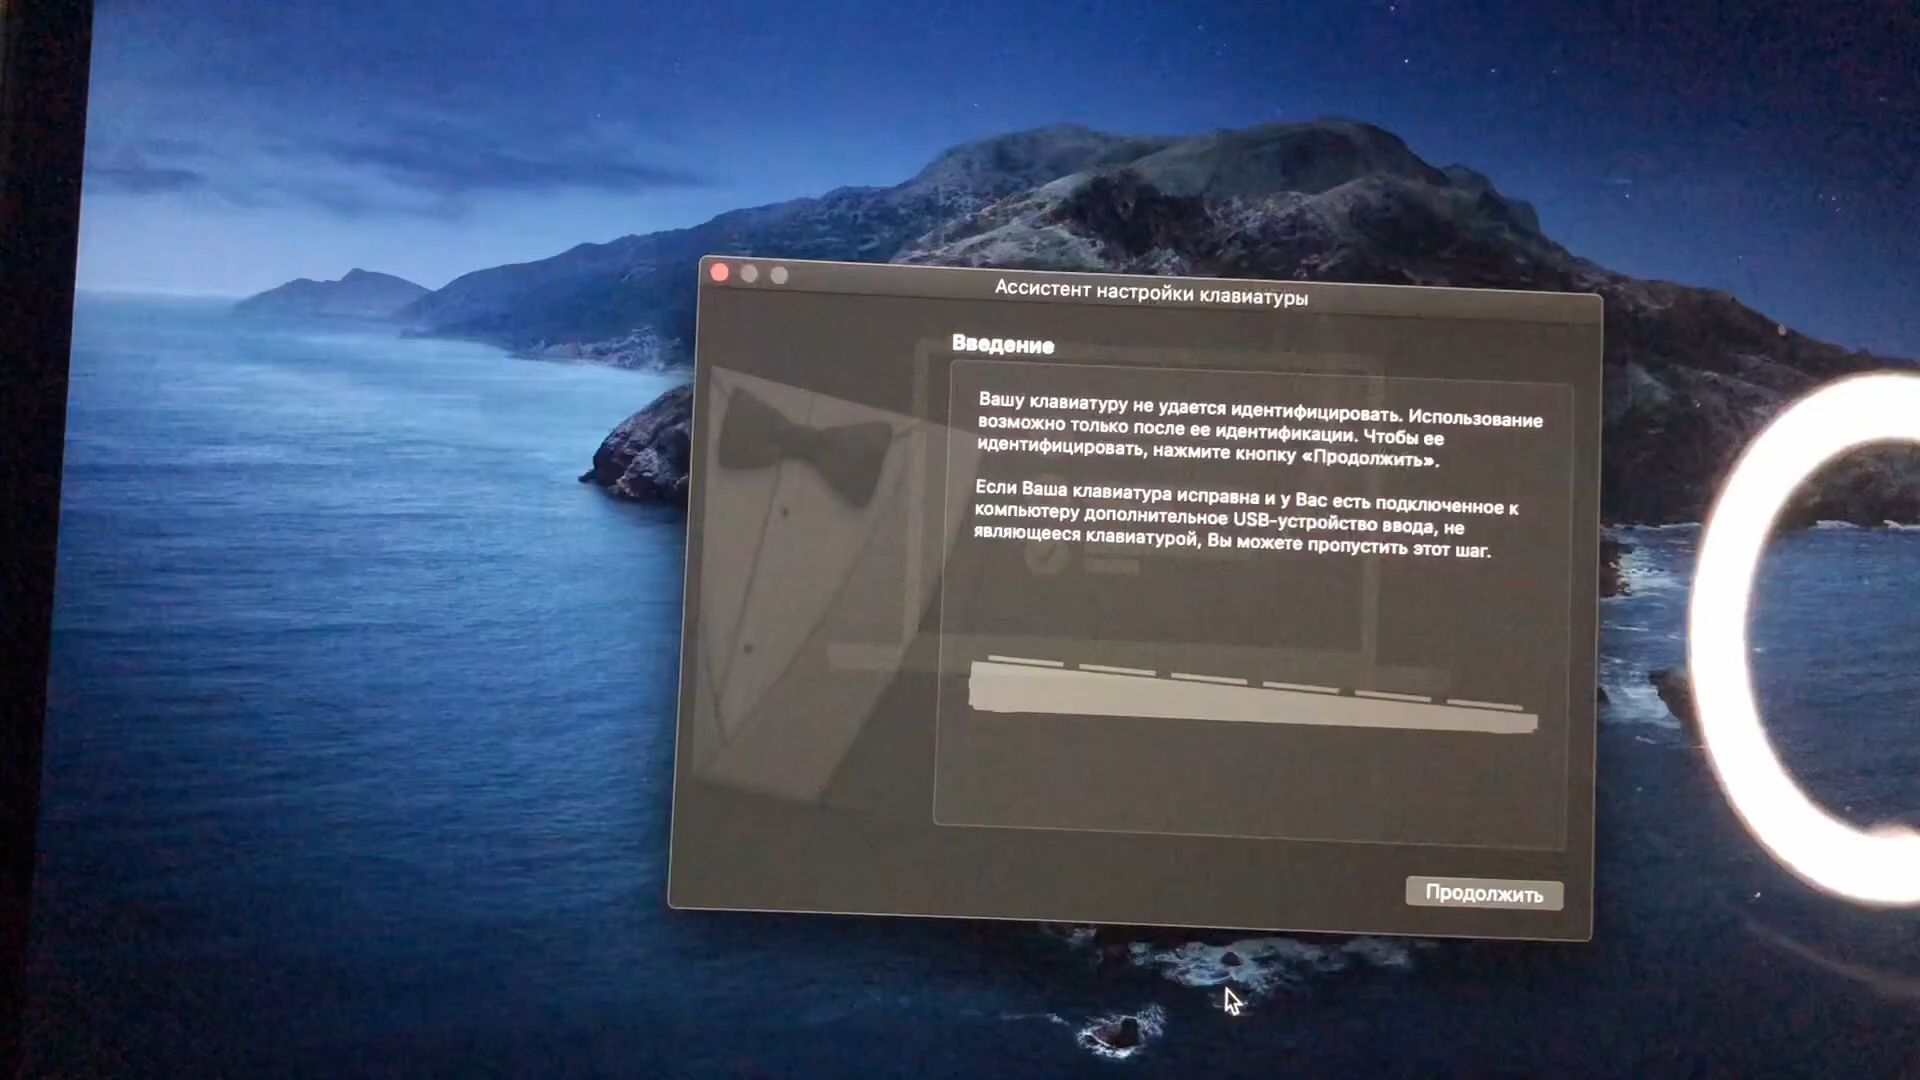 Ассистент настройки клавиатуры
Введение
Вашу клавиатуру не удается идентифицировать. Использование
возможно только после ее идентификации. Чтобы ее
идентифицировать, нажмите кнопку «Продолжить».
Если Ваша клавиатура исправна и у Вас есть подключенное к
компьютеру дополнительное USB-устройство ввода, не
являющееся клавиатурой, Вы можете пропустить этот шаг.
Продолжить